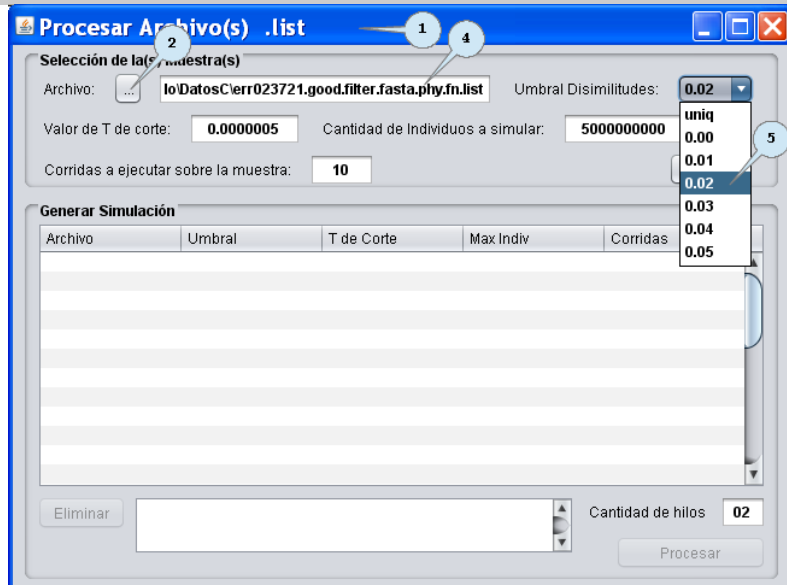 Procesar Archivo(s) .list
1
2
4
Selección de la(s) muestra(s)
Archivo: ... lo\DatosC\err023721.good.filter.fasta.phy.fn.list Umbral Disimilitudes: 0.02
uniq
Valor de T de corte: 0.0000005 Cantidad de Individuos a simular: 5000000000
0.00
5
0.01
Corridas a ejecutar sobre la muestra: 10
0.02
0.03
0.04
0.05
Generar Simulación
Archivo Umbral T de Corte Max Indiv Corridas
Eliminar
Cantidad de hilos 02
Procesar